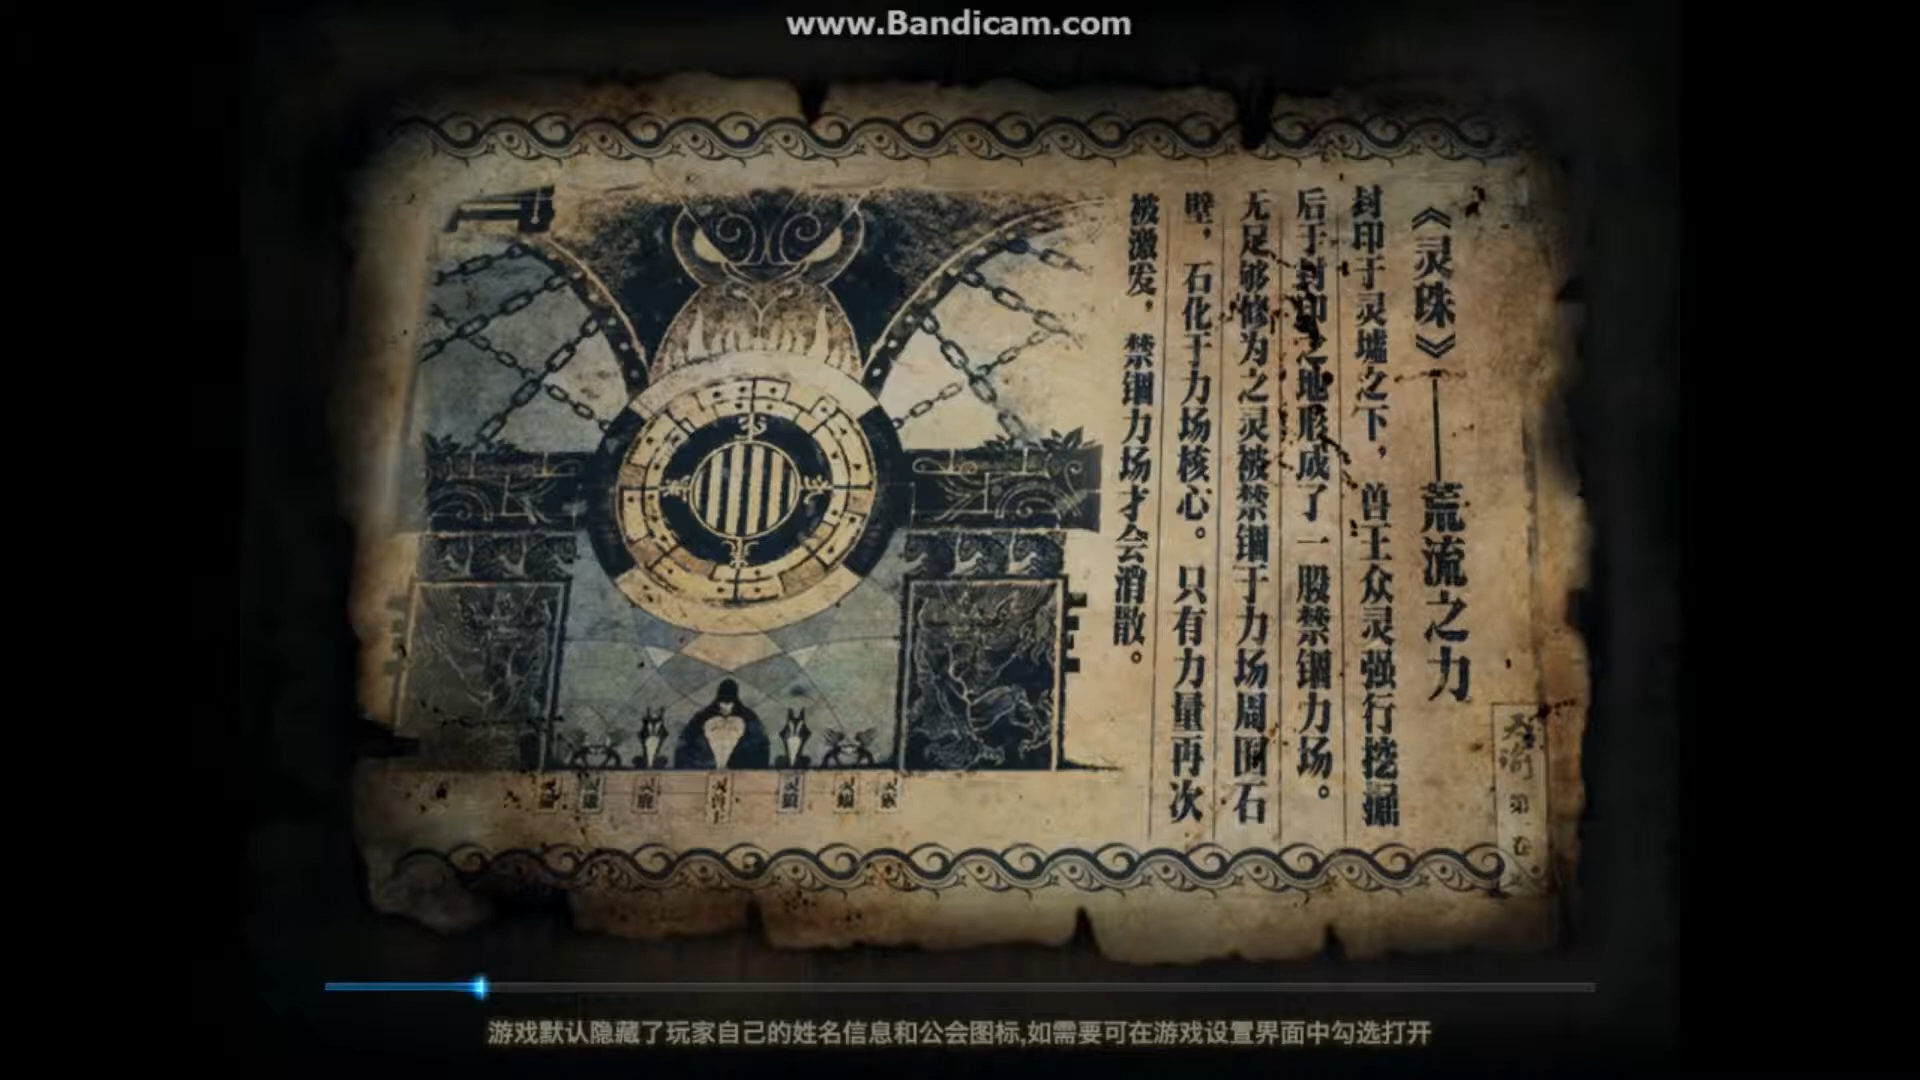 www.Bandicam.com
《灵珠》——荒流之力
封印于灵墟之下，兽王众灵强行挖掘
后于封印之地形成了一股禁锢力场。
无足够修为之灵被禁锢于力场周围石
壁，石化于力场核心。只有力量再次
被激发，禁锢力场才会消散。
第
卷
游戏默认隐藏了玩家自己的姓名信息和公会图标,如需要可在游戏设置界面中勾选打开